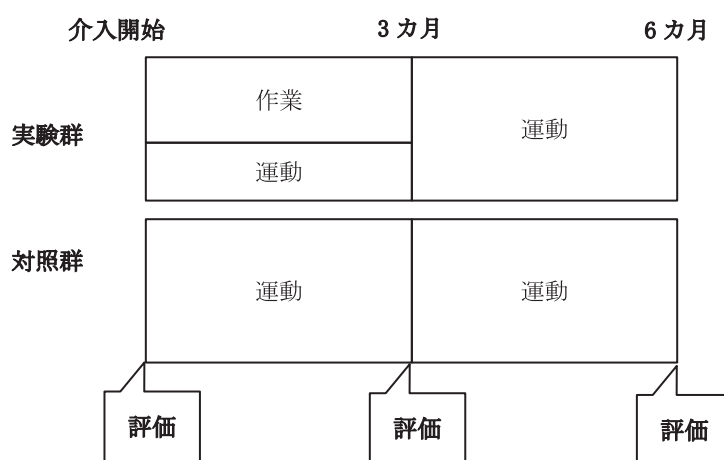 介入開始 3カ月 6カ月
作業
実験群 運動
運動
対照群
運動 運動
評価 評価 評価